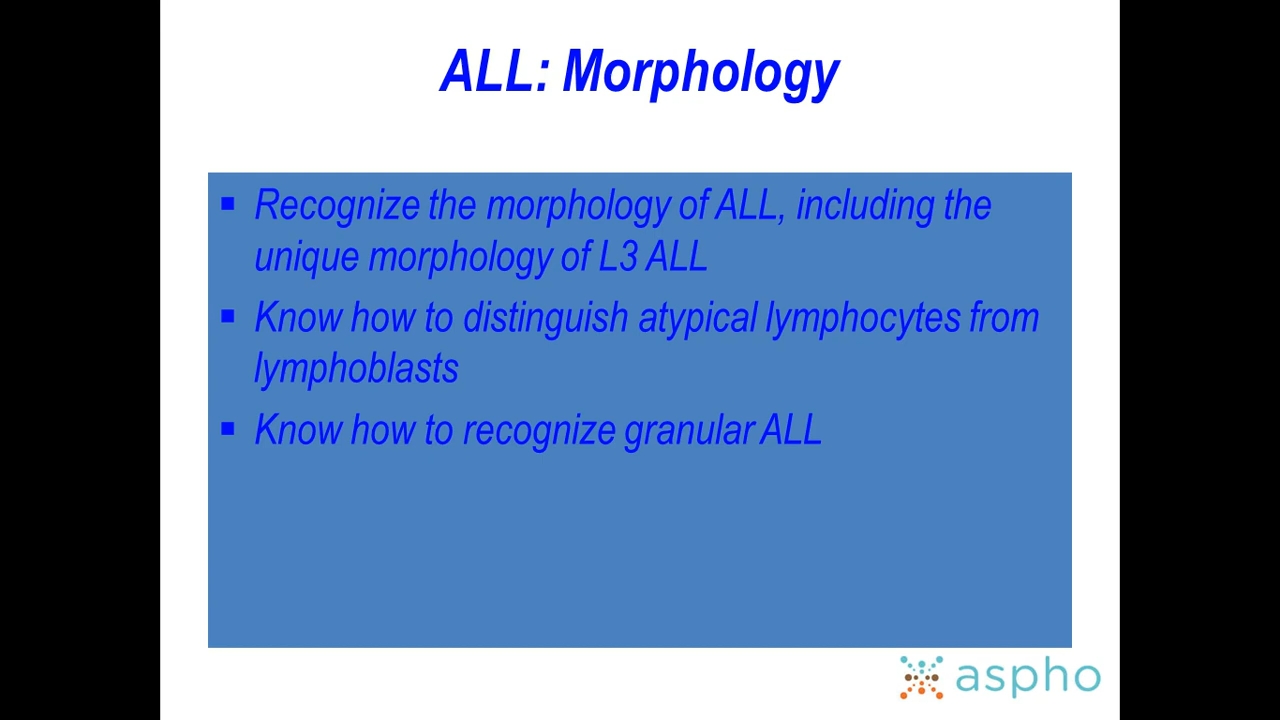 ALL: Morphology
Recognize the morphology of ALL, including the
unique morphology of L3 ALL
Know how to distinguish atypical lymphocytes from
lymphoblasts
Know how to recognize granular ALL
aspho